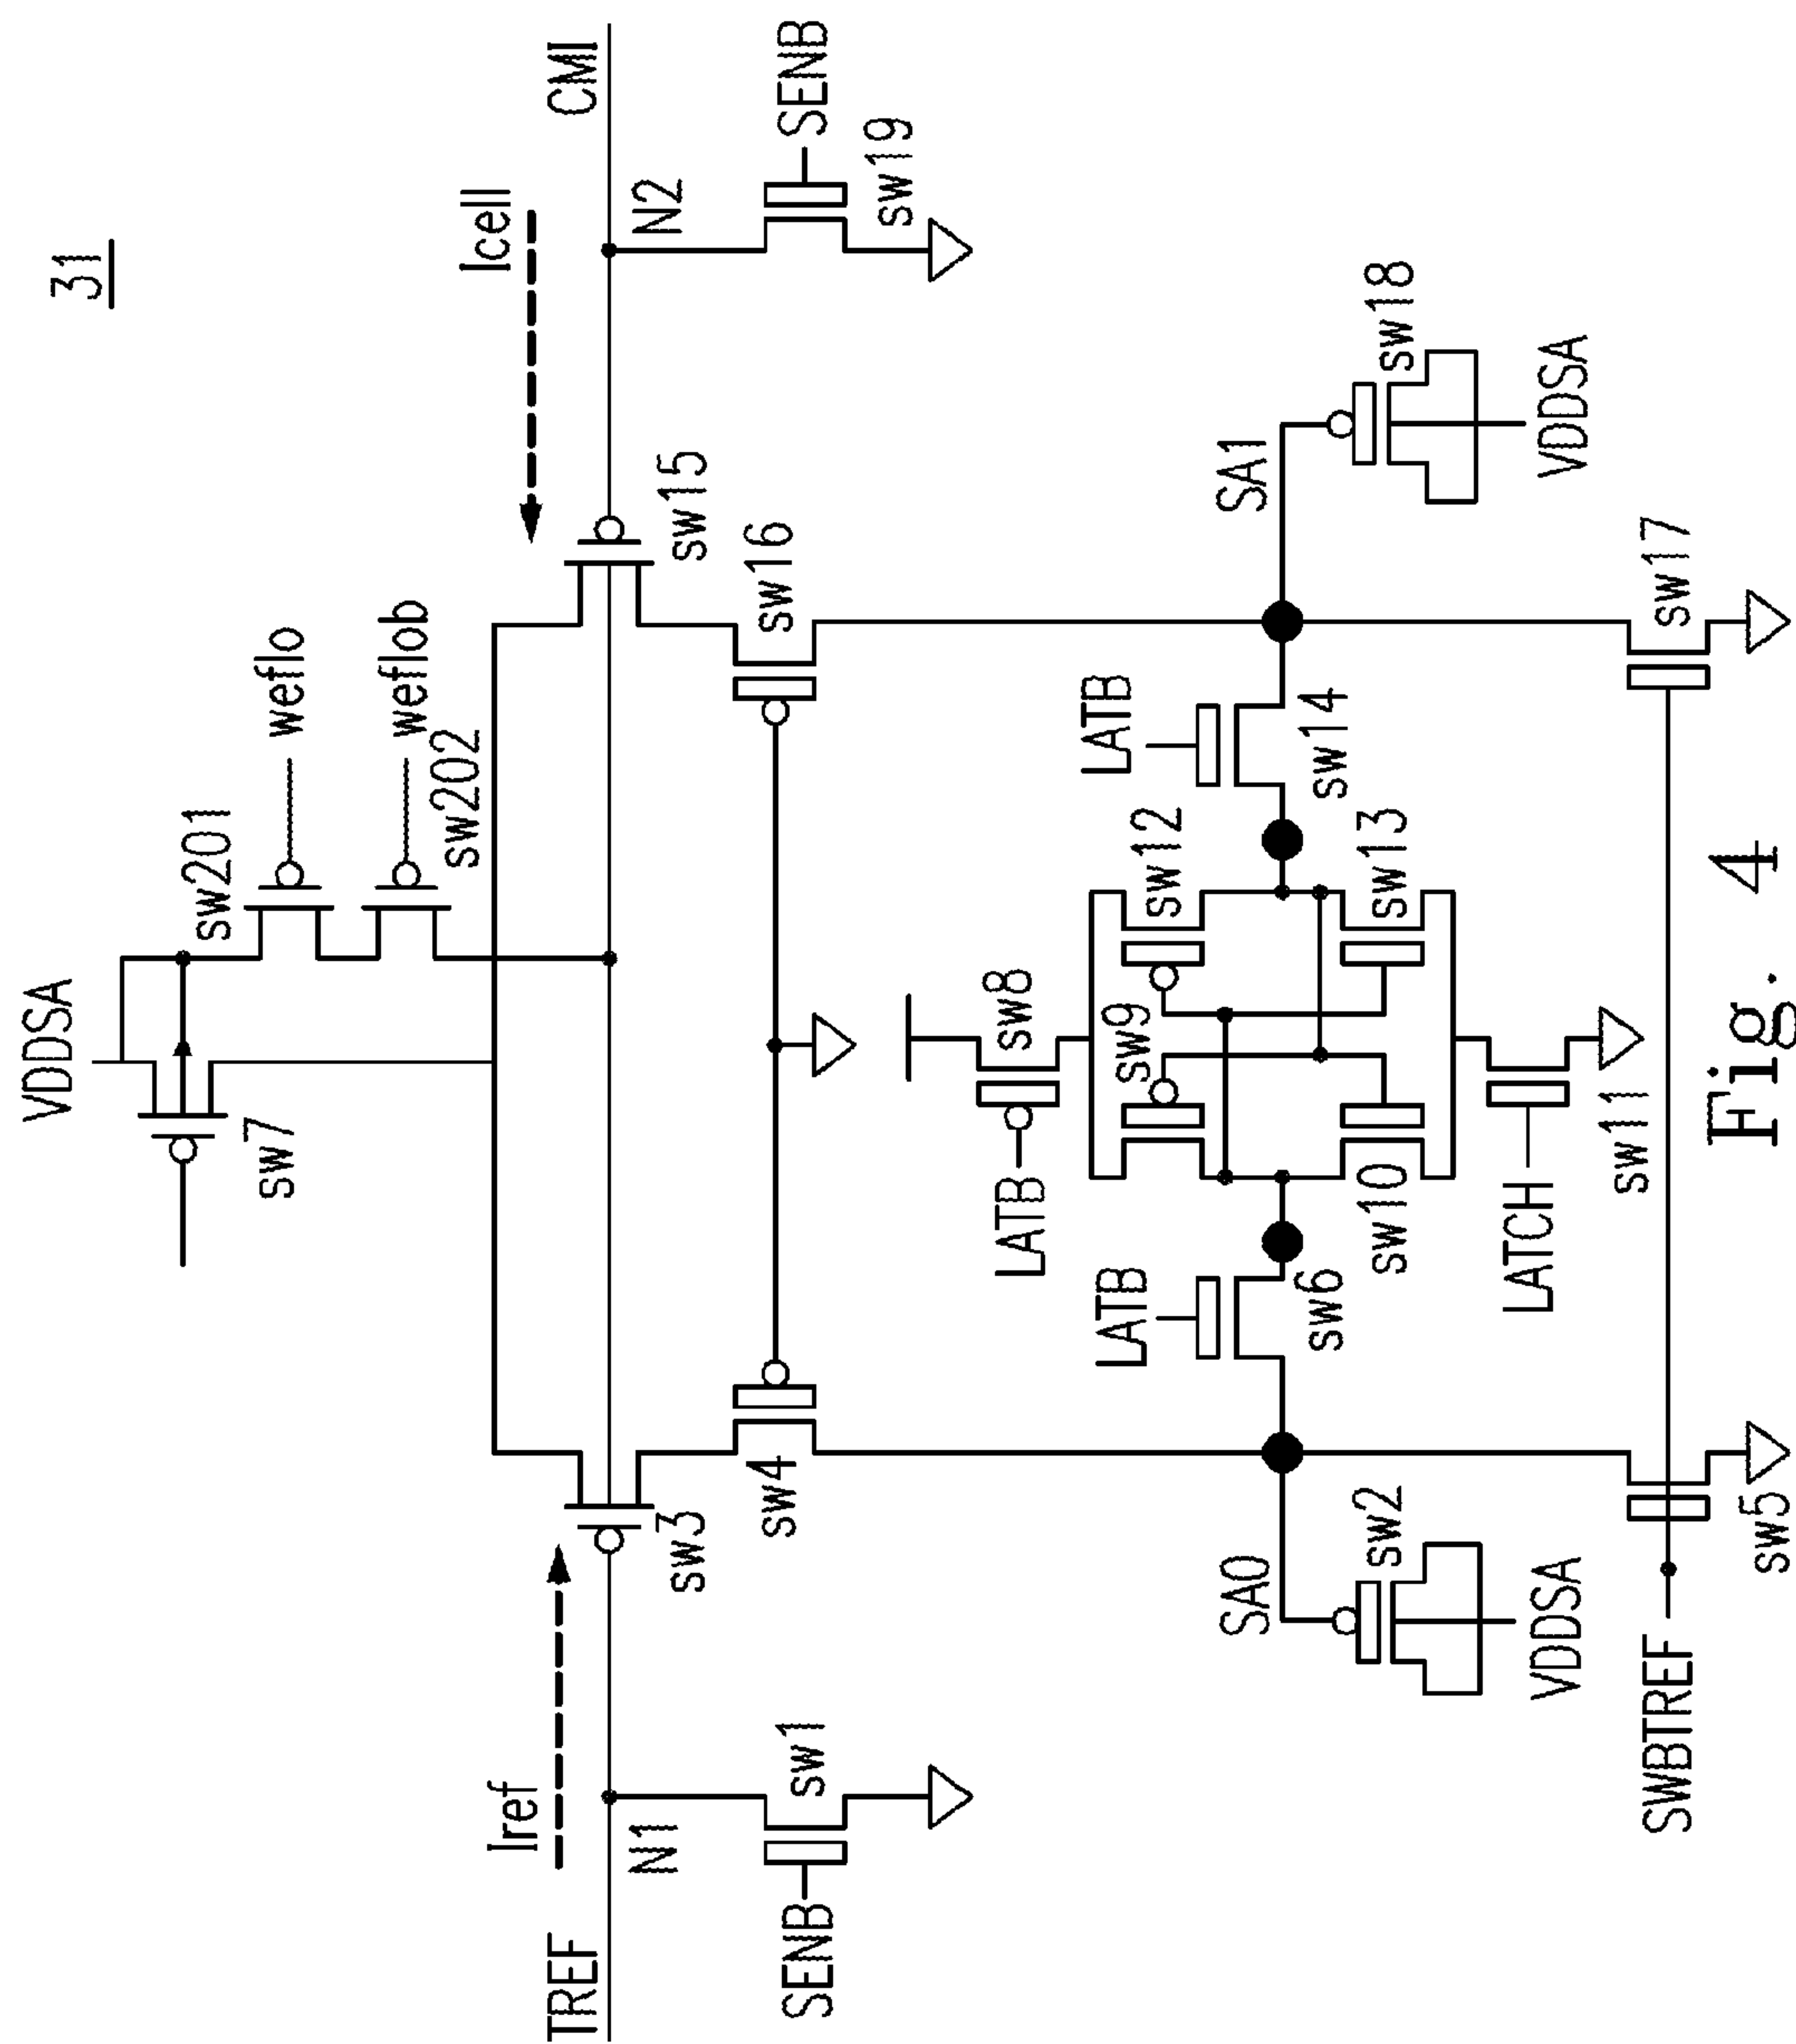 31
VDDSA
sw7
sw201
weflo
weflob
sw202
Iref
Icell
TREF
CMI
N1
sw3
sw15
N2
SENB
sw1
sw4
sw16
SENB
sw19
LATB
sw8
LATB
LATB
sw9
sw12
SA0
SA1
sw6
sw14
sw2
sw10
sw13
sw18
VDDSA
LATCH
VDDSA
sw11
SWBTREF
sw17
sw5
Fig. 4